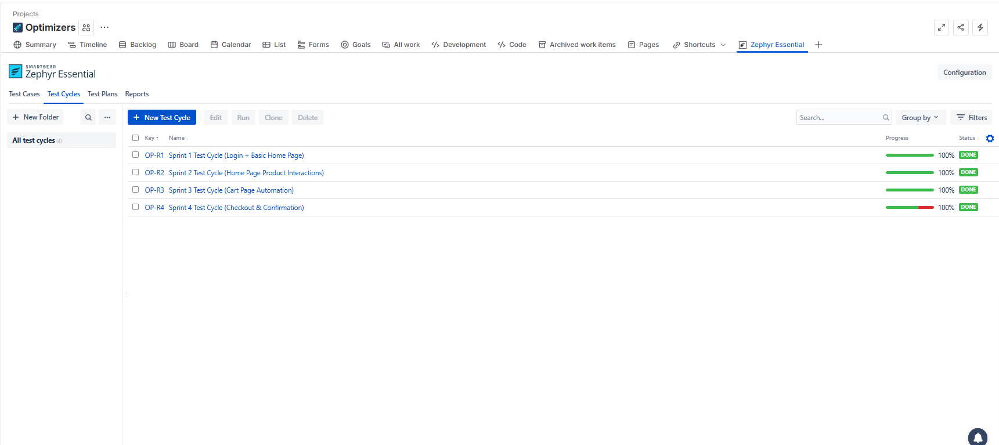 Projects
Optimizers
Summary Timeline Backlog Board Calendar List Forms Goals All work Development Code Archived work items Pages Shortcuts Zephyr Essential
SMARTBEAR
Zephyr Essential
Configuration
Test Cases Test Cycles Test Plans Reports
+ New Folder ... + New Test Cycle Edit Run Clone Delete Search... Group by Filters
All test cycles (4)
Key Name Progress Status
OP-R1 Sprint 1 Test Cycle (Login + Basic Home Page) 100% DONE
OP-R2 Sprint 2 Test Cycle (Home Page Product Interactions) 100% DONE
OP-R3 Sprint 3 Test Cycle (Cart Page Automation) 100% DONE
OP-R4 Sprint 4 Test Cycle (Checkout & Confirmation) 100% DONE